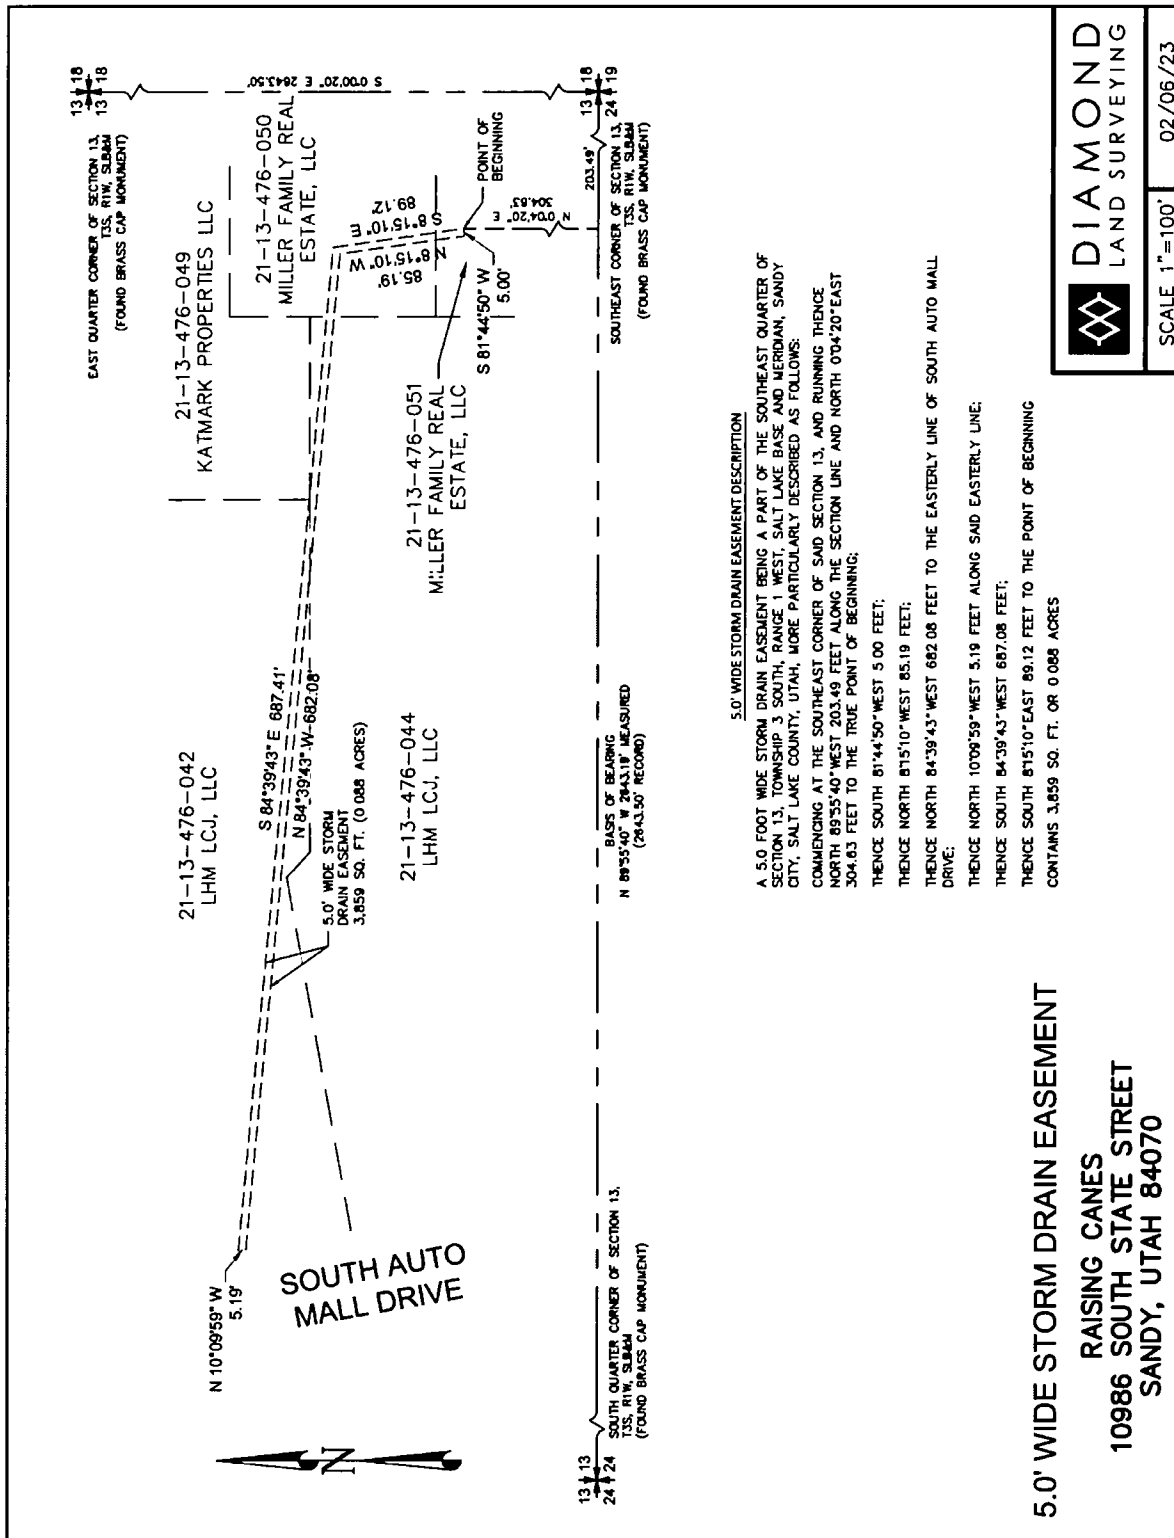 EAST QUARTER CORNER OF SECTION 13,
T3S, R1W, SLB&M
(FOUND BRASS CAP MONUMENT)
13 18
13 18
S 0°00'20" E 2643.50'
21-13-476-049
KATMARK PROPERTIES LLC
21-13-476-050
MILLER FAMILY REAL
ESTATE, LLC
21-13-476-042
LHM LCJ, LLC
S 84°39'43" E 687.41'
N 84°39'43" W 682.08'
S 8°15'10" E
89.12'
N 8°15'10" W
85.19'
POINT OF
BEGINNING
S 81°44'50" W
5.00'
N 0°04'20" E
304.83'
203.49'
21-13-476-051
MILLER FAMILY REAL
ESTATE, LLC
5.0' WIDE STORM
DRAIN EASEMENT
3,859 SQ. FT. (0.088 ACRES)
21-13-476-044
LHM LCJ, LLC
N 10°09'59" W
5.19'
SOUTH AUTO
MALL DRIVE
N
13 18
24 19
SOUTHEAST CORNER OF SECTION 13,
T3S, R1W, SLB&M
(FOUND BRASS CAP MONUMENT)
BASIS OF BEARING
N 89°55'40" W 2643.19' MEASURED
(2643.50' RECORD)
13 13
24 24
SOUTH QUARTER CORNER OF SECTION 13,
T3S, R1W, SLB&M
(FOUND BRASS CAP MONUMENT)
5.0' WIDE STORM DRAIN EASEMENT DESCRIPTION
A 5.0 FOOT WIDE STORM DRAIN EASEMENT BEING A PART OF THE SOUTHEAST QUARTER OF
SECTION 13, TOWNSHIP 3 SOUTH, RANGE 1 WEST, SALT LAKE BASE AND MERIDIAN, SANDY
CITY, SALT LAKE COUNTY, UTAH, MORE PARTICULARLY DESCRIBED AS FOLLOWS:
COMMENCING AT THE SOUTHEAST CORNER OF SAID SECTION 13, AND RUNNING THENCE
NORTH 89°55'40" WEST 203.49 FEET ALONG THE SECTION LINE AND NORTH 0°04'20" EAST
304.83 FEET TO THE TRUE POINT OF BEGINNING;
THENCE SOUTH 81°44'50" WEST 5.00 FEET;
THENCE NORTH 8°15'10" WEST 85.19 FEET;
THENCE NORTH 84°39'43" WEST 682.08 FEET TO THE EASTERLY LINE OF SOUTH AUTO MALL
DRIVE;
THENCE NORTH 10°09'59" WEST 5.19 FEET ALONG SAID EASTERLY LINE;
THENCE SOUTH 84°39'43" WEST 687.08 FEET;
THENCE SOUTH 8°15'10" EAST 89.12 FEET TO THE POINT OF BEGINNING
CONTAINS 3,859 SQ. FT. OR 0.088 ACRES
5.0' WIDE STORM DRAIN EASEMENT
RAISING CANES
10986 SOUTH STATE STREET
SANDY, UTAH 84070
DIAMOND
LAND SURVEYING
SCALE 1"=100'
02/06/23